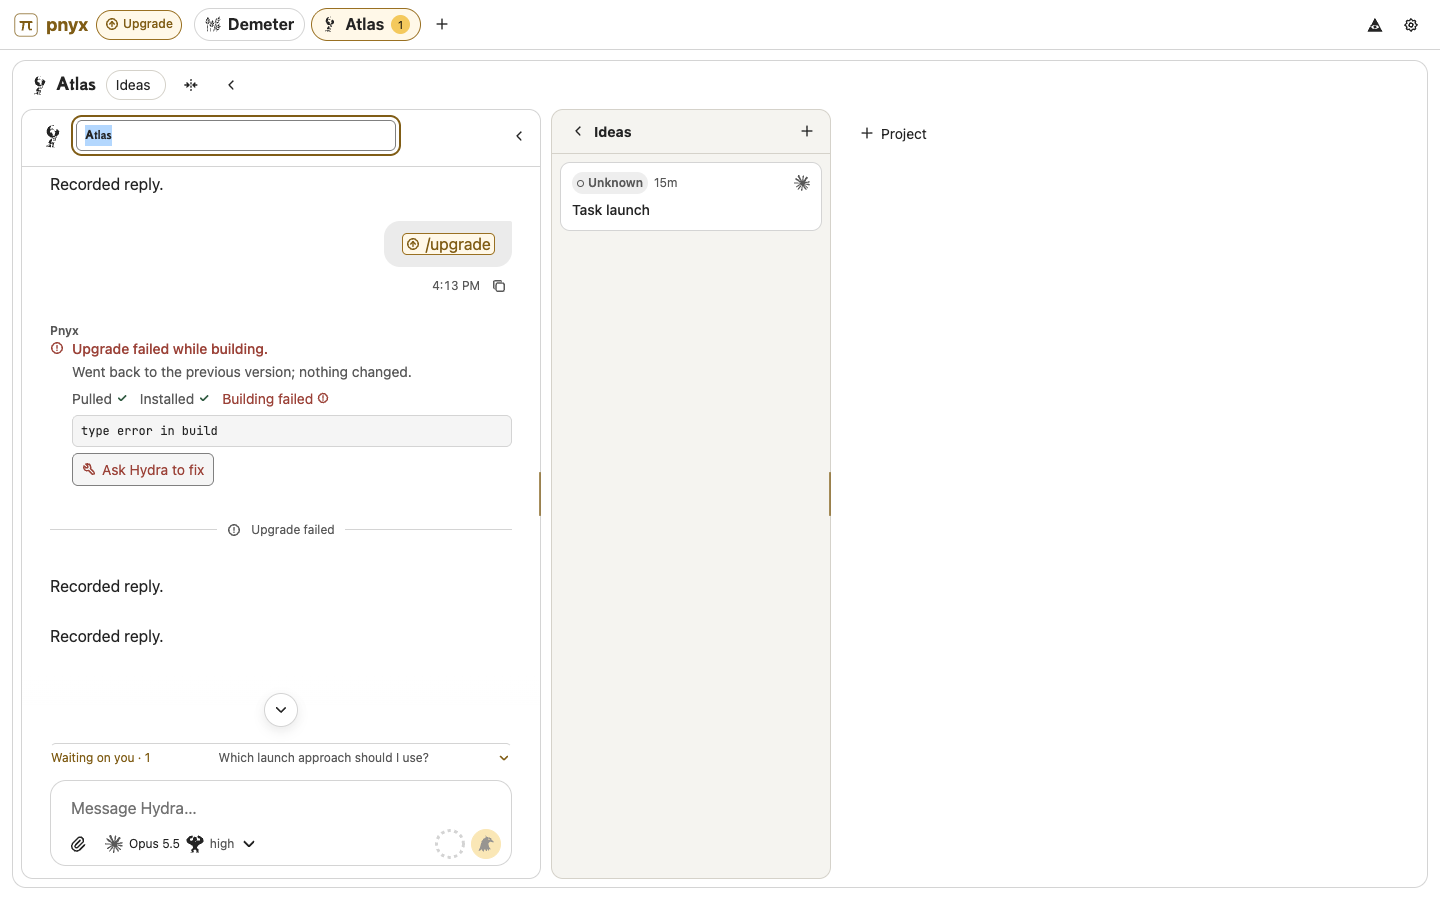 π pnyx Upgrade Demeter Atlas 1
Atlas Ideas
Atlas
Recorded reply.
/upgrade
4:13 PM
Pnyx
Upgrade failed while building.
Went back to the previous version; nothing changed.
Pulled Installed Building failed
type error in build
Ask Hydra to fix
Upgrade failed
Recorded reply.
Recorded reply.
Waiting on you · 1 Which launch approach should I use?
Message Hydra...
Opus 5.5 high
Ideas
Unknown 15m
Task launch
Project